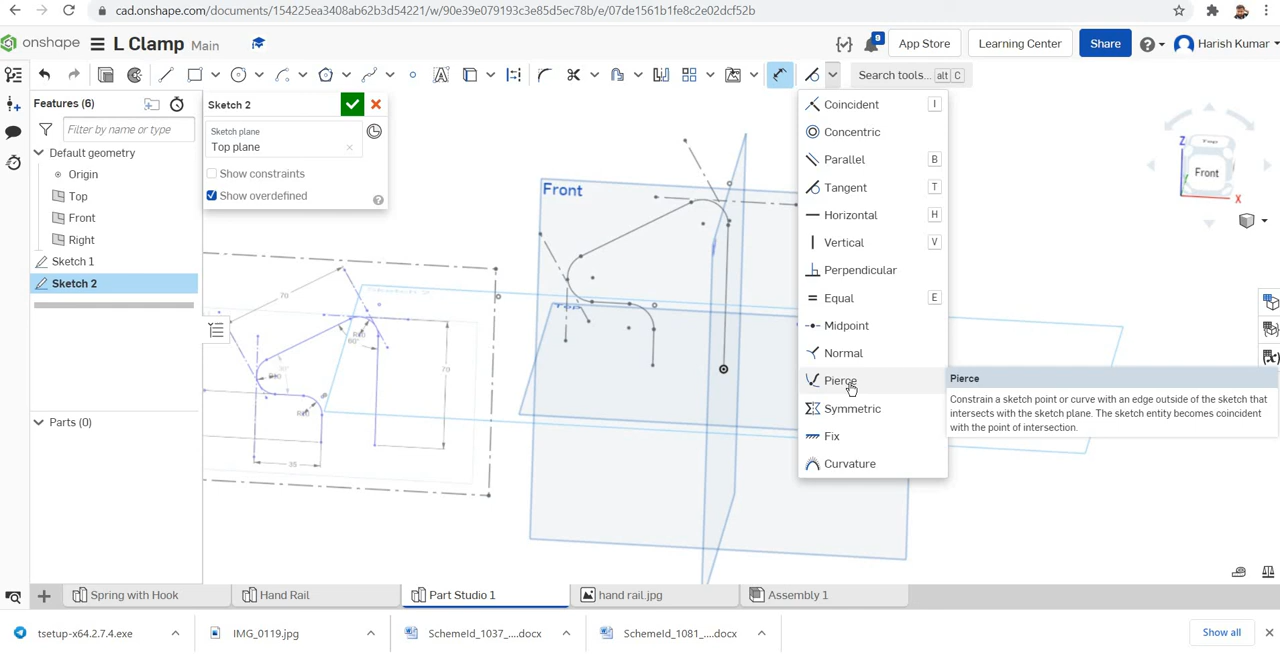 cad.onshape.com/documents/154225ea3408ab62b3d54221/w/90e39e079193c3e85d5ec78b/e/07de1561b1fe8c2e02dcf52b
onshape L Clamp Main 9 App Store Learning Center Share Harish Kumar
Search tools... alt C
Features (6)
Filter by name or type
Default geometry
Origin
Top
Front
Right
Sketch 1
Sketch 2
Parts (0)
Sketch 2
Sketch plane
Top plane
Show constraints
Show overdefined
Coincident I
Concentric
Parallel B
Tangent T
Horizontal H
Vertical V
Perpendicular
Equal E
Midpoint
Normal
Pierce
Symmetric
Fix
Curvature
Pierce
Constrain a sketch point or curve with an edge outside of the sketch that
intersects with the sketch plane. The sketch entity becomes coincident
with the point of intersection.
Front
Z
Front
X
70
70
35
Spring with Hook Hand Rail Part Studio 1 hand rail.jpg Assembly 1
tsetup-x64.2.7.4.exe IMG_0119.jpg SchemeId_1037_....docx SchemeId_1081_....docx Show all